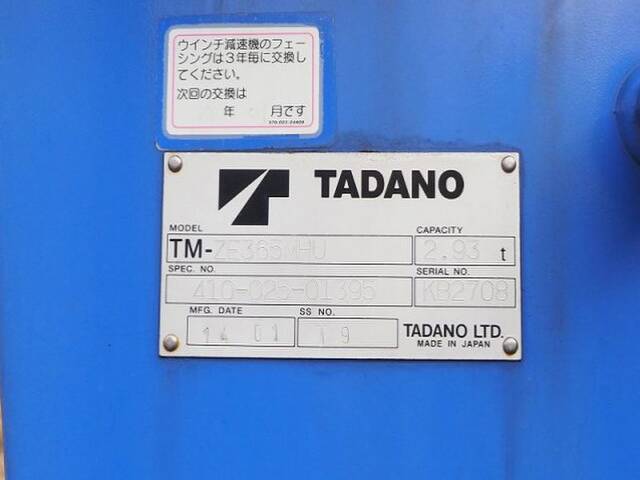 ウインチ減速機のフェー
シングは3年毎に交換し
てください。
次回の交換は
年 月です
TADANO
MODEL CAPACITY
TM-ZE365MHU 2.93 t
SPEC. NO. SERIAL NO.
410-025-01395 KB2708
MFG. DATE SS NO.
14 01 19
TADANO LTD.
MADE IN JAPAN